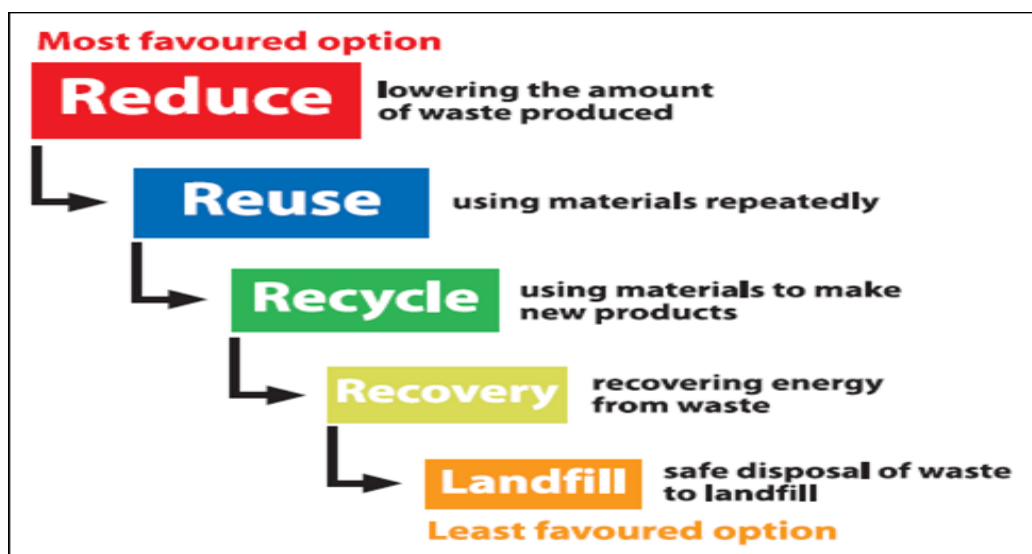 Most favoured option
Reduce
lowering the amount
of waste produced
Reuse
using materials repeatedly
Recycle
using materials to make
new products
Recovery
recovering energy
from waste
Landfill
safe disposal of waste
to landfill
Least favoured option